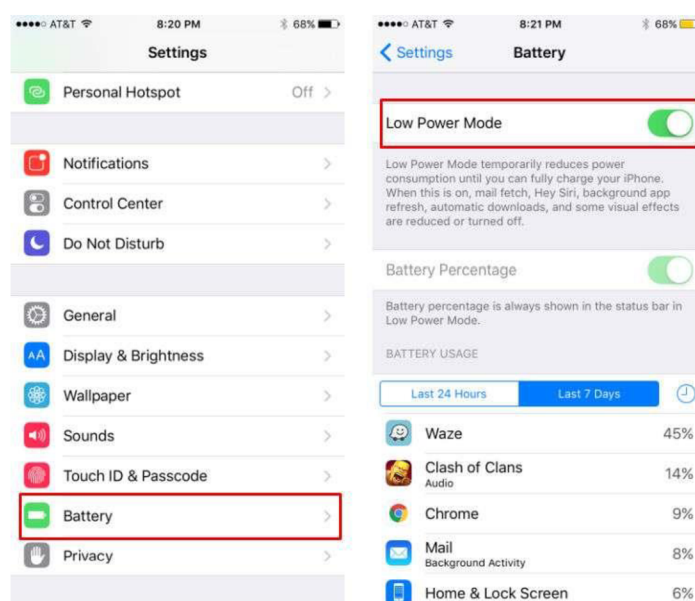 AT&T 8:20 PM 68%
Settings
Personal Hotspot Off
Notifications
Control Center
Do Not Disturb
General
AA Display & Brightness
Wallpaper
Sounds
Touch ID & Passcode
Battery
Privacy
AT&T 8:21 PM 68%
Settings Battery
Low Power Mode
Low Power Mode temporarily reduces power
consumption until you can fully charge your iPhone.
When this is on, mail fetch, Hey Siri, background app
refresh, automatic downloads, and some visual effects
are reduced or turned off.
Battery Percentage
Battery percentage is always shown in the status bar in
Low Power Mode.
BATTERY USAGE
Last 24 Hours Last 7 Days
Waze 45%
Clash of Clans 14%
Audio
Chrome 9%
Mail 8%
Background Activity
Home & Lock Screen 6%